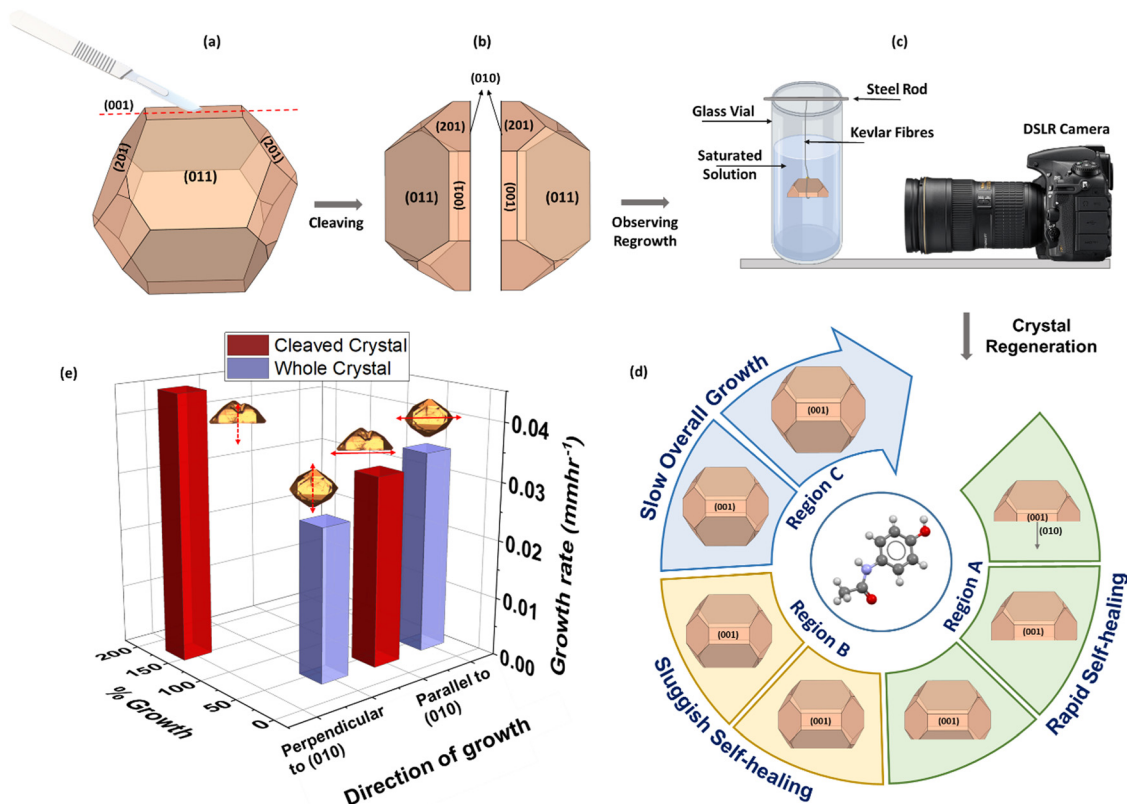 (a)
(001)
(201)
(201)
(011)
Cleaving
(b)
(010)
(201)
(201)
(011)
(001)
(001)
(011)
Observing
Regrowth
(c)
Steel Rod
Glass Vial
Kevlar Fibres
Saturated
Solution
DSLR Camera
Crystal
Regeneration
(d)
Slow Overall Growth
Region C
(001)
(001)
Region B
Sluggish Self-healing
(001)
(001)
Region A
Rapid Self-healing
(001)
(010)
(001)
(001)
(e)
Cleaved Crystal
Whole Crystal
0.04
0.03
0.02
0.01
0.00
Growth rate (mmhr-1)
200
150
100
50
0
% Growth
Perpendicular
to (010)
Parallel to
(010)
Direction of growth